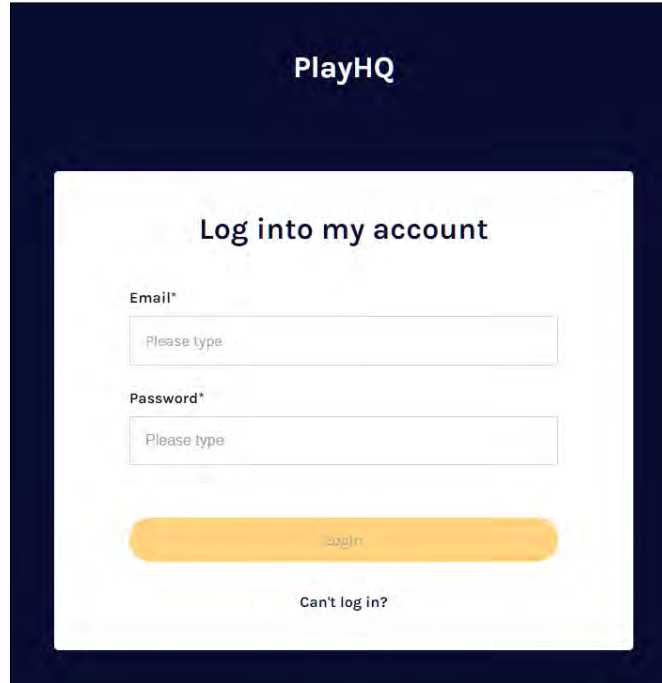 PlayHQ
Log into my account
Email*
Please type
Password*
Please type
Login
Can't log in?